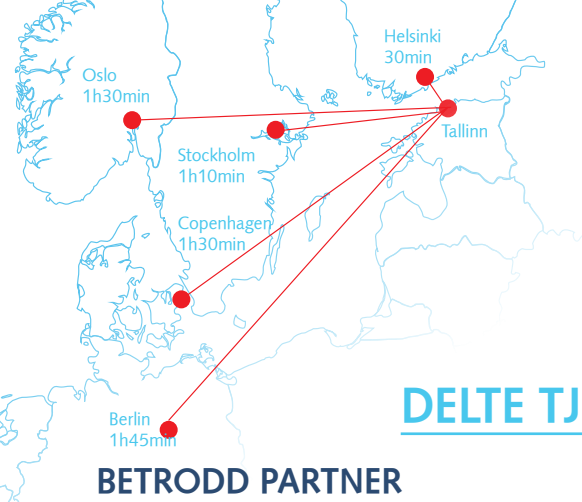 Helsinki
30min
Oslo
1h30min
Tallinn
Stockholm
1h10min
Copenhagen
1h30min
DELTE TJ
Berlin
1h45min
BETRODD PARTNER